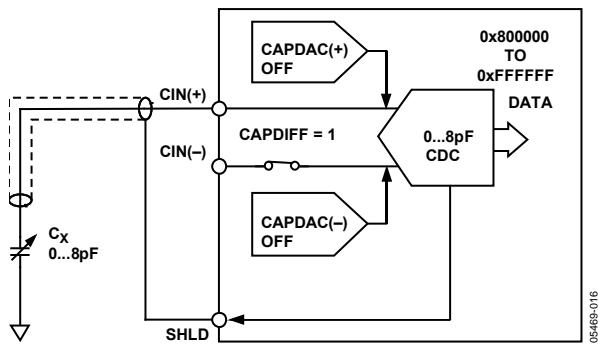 CAPDAC(+)
OFF
0x800000
TO
0xFFFFFF
DATA
CIN(+)
CAPDIFF = 1
0...8pF
CDC
CIN(–)
CAPDAC(–)
OFF
CX
0...8pF
SHLD
05469-016